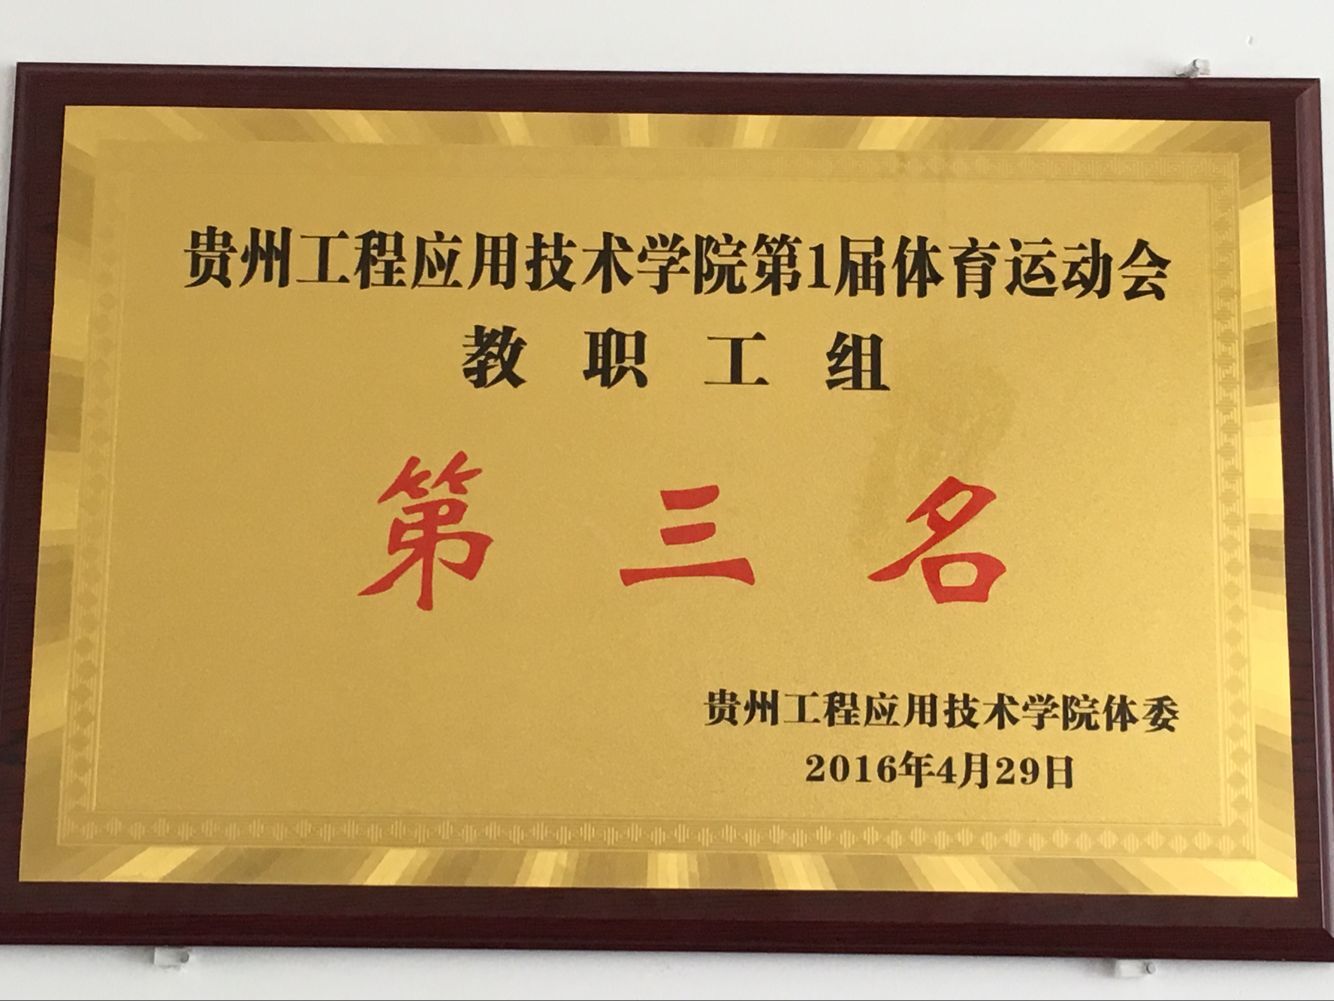 贵州工程应用技术学院第1届体育运动会
教职工组
第三名
贵州工程应用技术学院体委
2016年4月29日